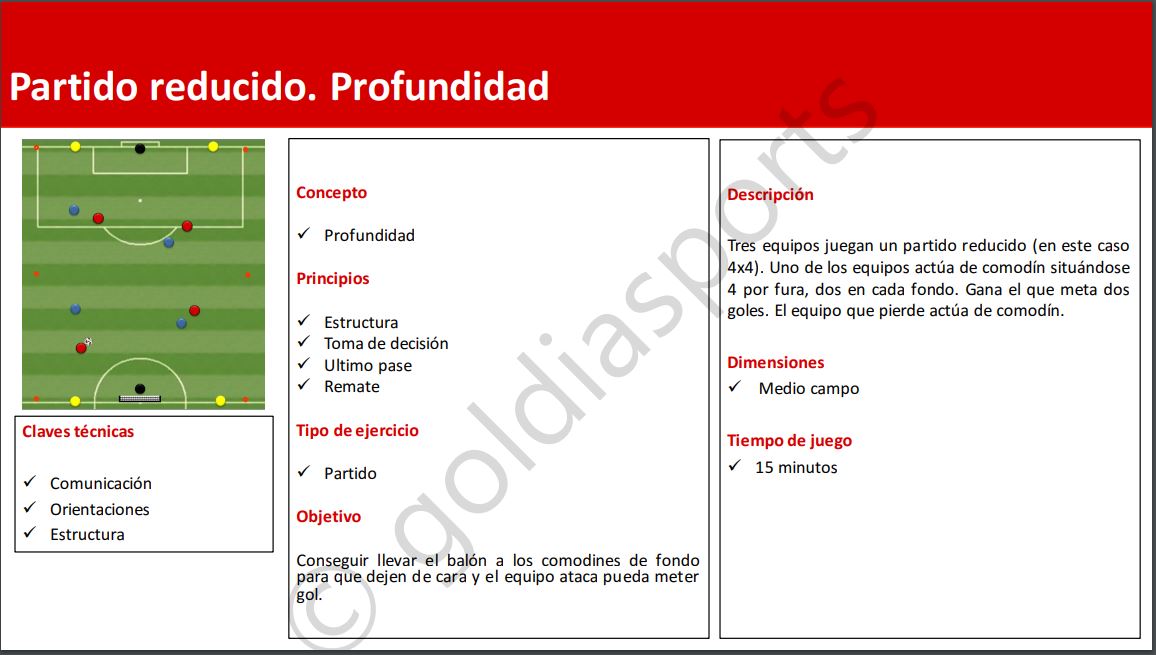 Partido reducido. Profundidad
Claves técnicas
Comunicación
Orientaciones
Estructura
Concepto
Profundidad
Principios
Estructura
Toma de decisión
Ultimo pase
Remate
Tipo de ejercicio
Partido
Objetivo
Conseguir llevar el balón a los comodines de fondo
para que dejen de cara y el equipo ataca pueda meter
gol.
Descripción
Tres equipos juegan un partido reducido (en este caso
4x4). Uno de los equipos actúa de comodín situándose
4 por fura, dos en cada fondo. Gana el que meta dos
goles. El equipo que pierde actúa de comodín.
Dimensiones
Medio campo
Tiempo de juego
15 minutos
© goldiasports